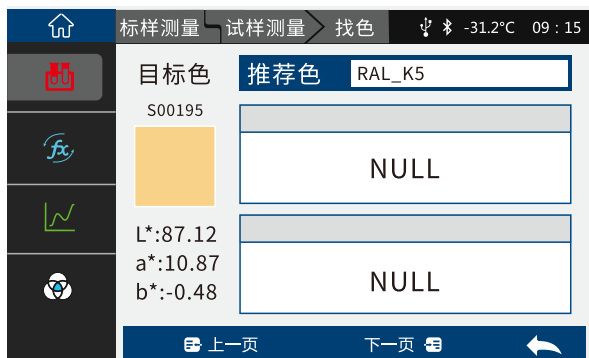 标样测量 试样测量 找色 -31.2°C 09 : 15
目标色
S00195
L*:87.12
a*:10.87
b*:-0.48
推荐色 RAL_K5
NULL
NULL
fx
上一页 下一页